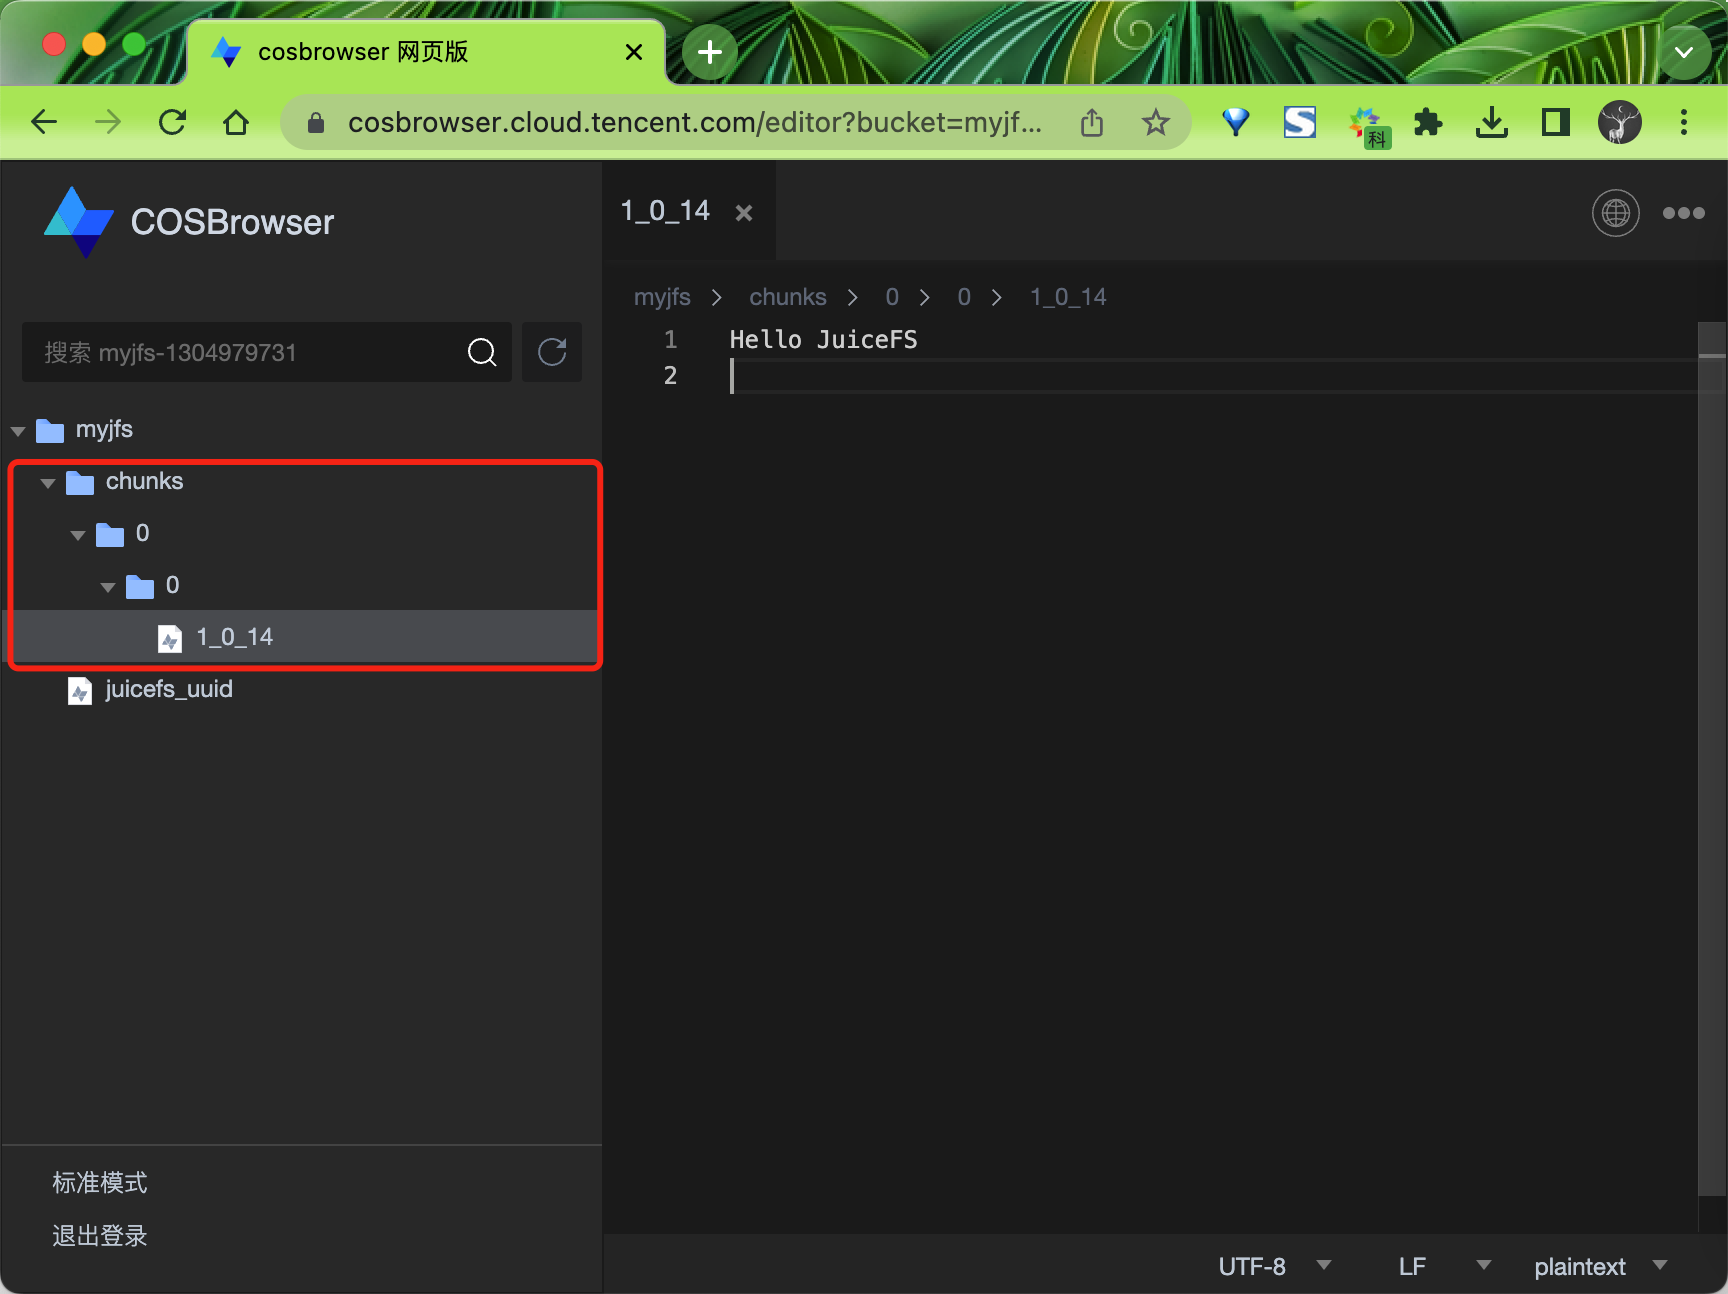 cosbrowser 网页版
cosbrowser.cloud.tencent.com/editor?bucket=myjf...
科
COSBrowser
搜索 myjfs-1304979731
myjfs
chunks
0
0
1_0_14
juicefs_uuid
标准模式
退出登录
1_0_14
myjfs > chunks > 0 > 0 > 1_0_14
1 Hello JuiceFS
2
UTF-8 LF plaintext